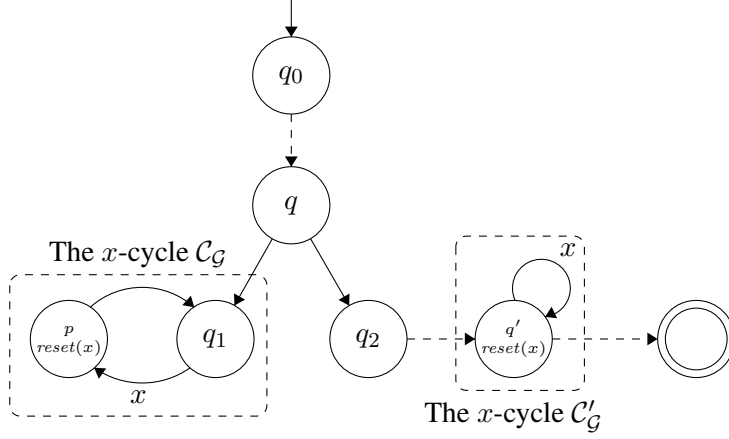 q₀
q
The x-cycle 𝒞_𝒢
x
p
reset(x)
q₁
x
q₂
q′
reset(x)
The x-cycle 𝒞′_𝒢